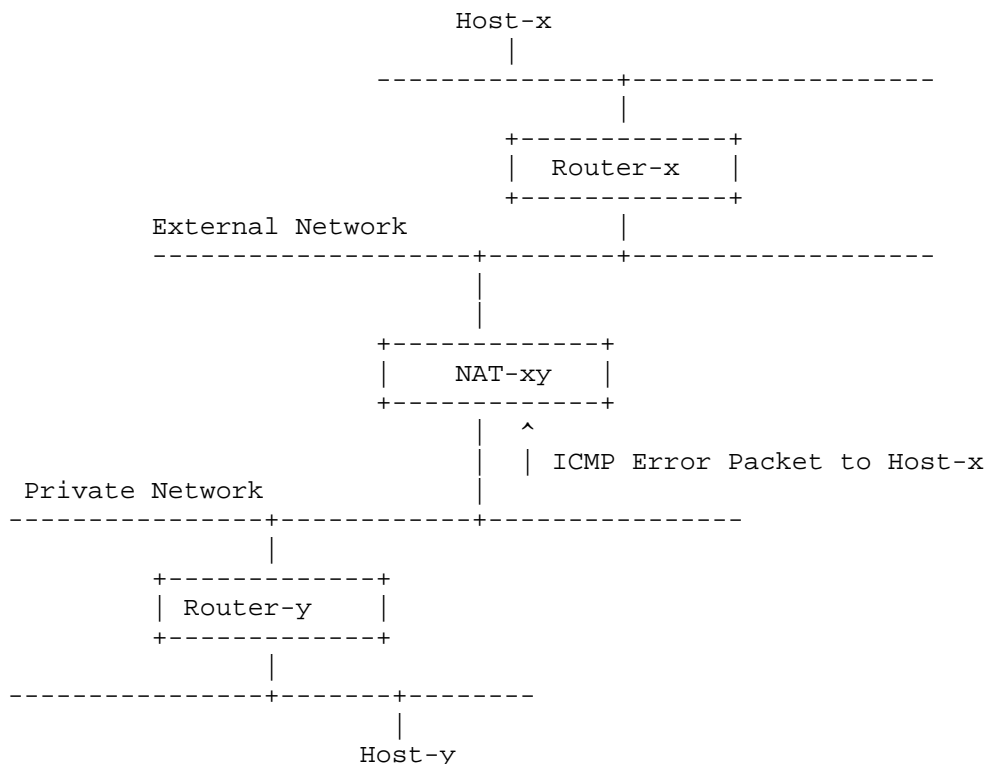 Host-x
|
---------------+-------------------
|
+-------------+
|  Router-x   |
+-------------+
External Network            |
--------------------+---------+-------------------
|
|
+-------------+
|    NAT-xy   |
+-------------+
|  ^
|  | ICMP Error Packet to Host-x
Private Network             |
----------------+------------+----------------
|
+-------------+
| Router-y    |
+-------------+
|
----------------+-------+--------
|
Host-y